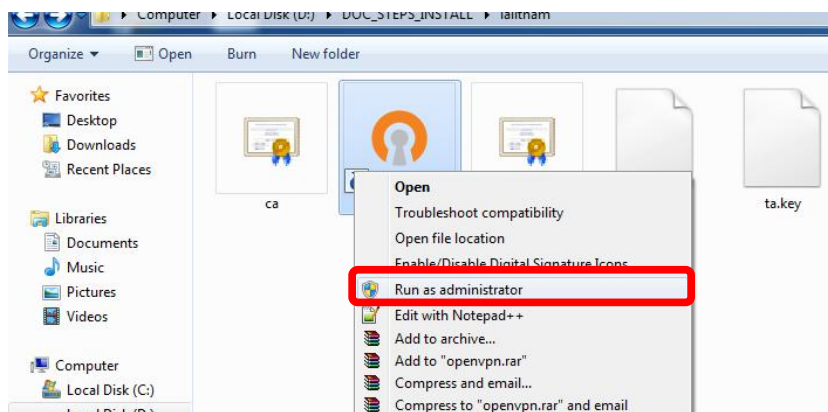 Computer ▸ Local Disk (D:) ▸ DOC_STEPS_INSTALL ▸ lalitham
Organize Open Burn New folder
Favorites
Desktop
Downloads
Recent Places
Libraries
Documents
Music
Pictures
Videos
Computer
Local Disk (C:)
Local Disk (D:)
ca
ta.key
Open
Troubleshoot compatibility
Open file location
Enable/Disable Digital Signature Icons
Run as administrator
Edit with Notepad++
Add to archive...
Add to "openvpn.rar"
Compress and email...
Compress to "openvpn.rar" and email